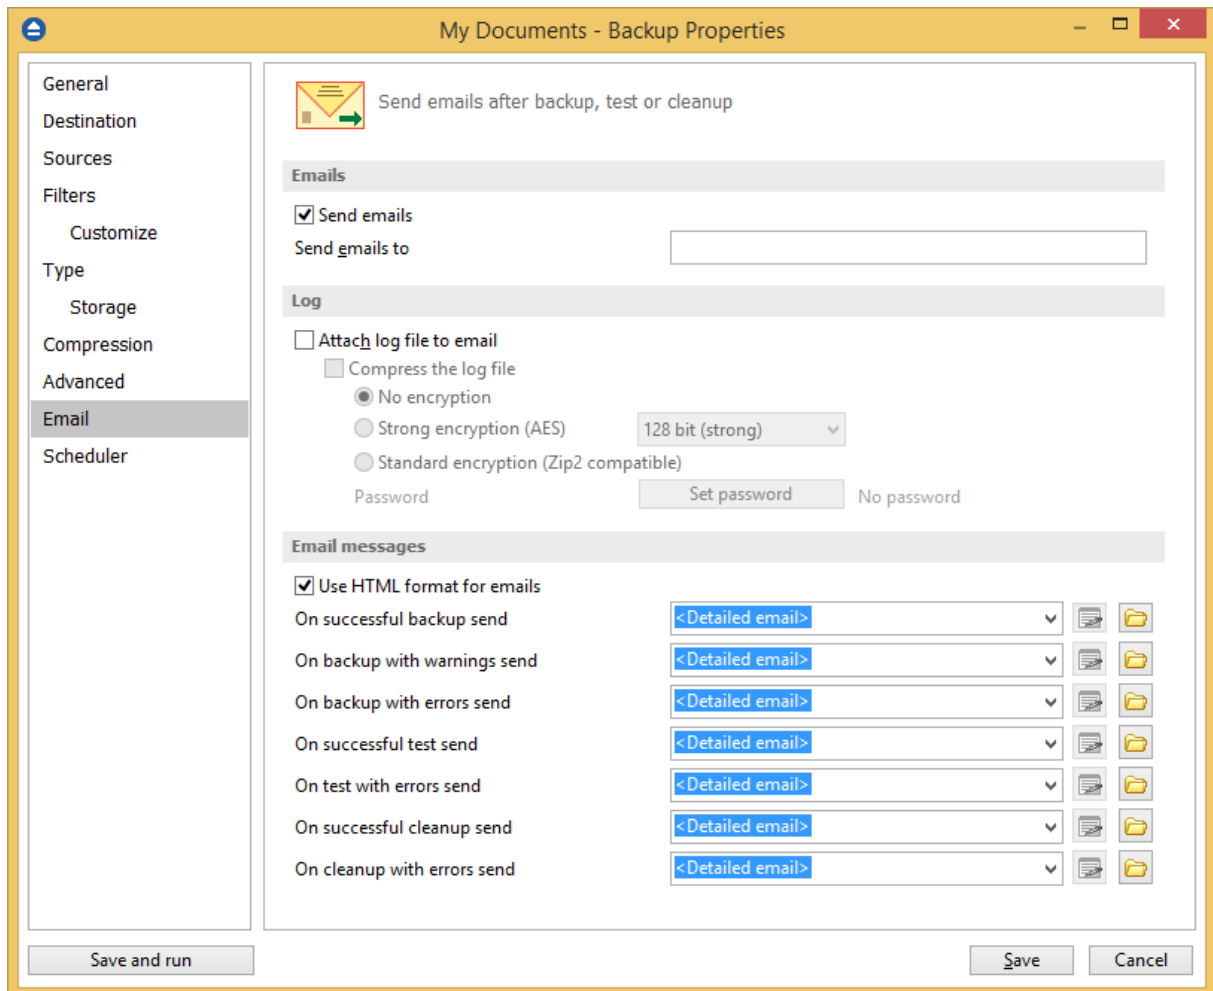 My Documents - Backup Properties
General
Destination
Sources
Filters
Customize
Type
Storage
Compression
Advanced
Email
Scheduler
Send emails after backup, test or cleanup
Emails
Send emails
Send emails to
Log
Attach log file to email
Compress the log file
No encryption
Strong encryption (AES) 128 bit (strong)
Standard encryption (Zip2 compatible)
Password Set password No password
Email messages
Use HTML format for emails
On successful backup send <Detailed email>
On backup with warnings send <Detailed email>
On backup with errors send <Detailed email>
On successful test send <Detailed email>
On test with errors send <Detailed email>
On successful cleanup send <Detailed email>
On cleanup with errors send <Detailed email>
Save and run Save Cancel